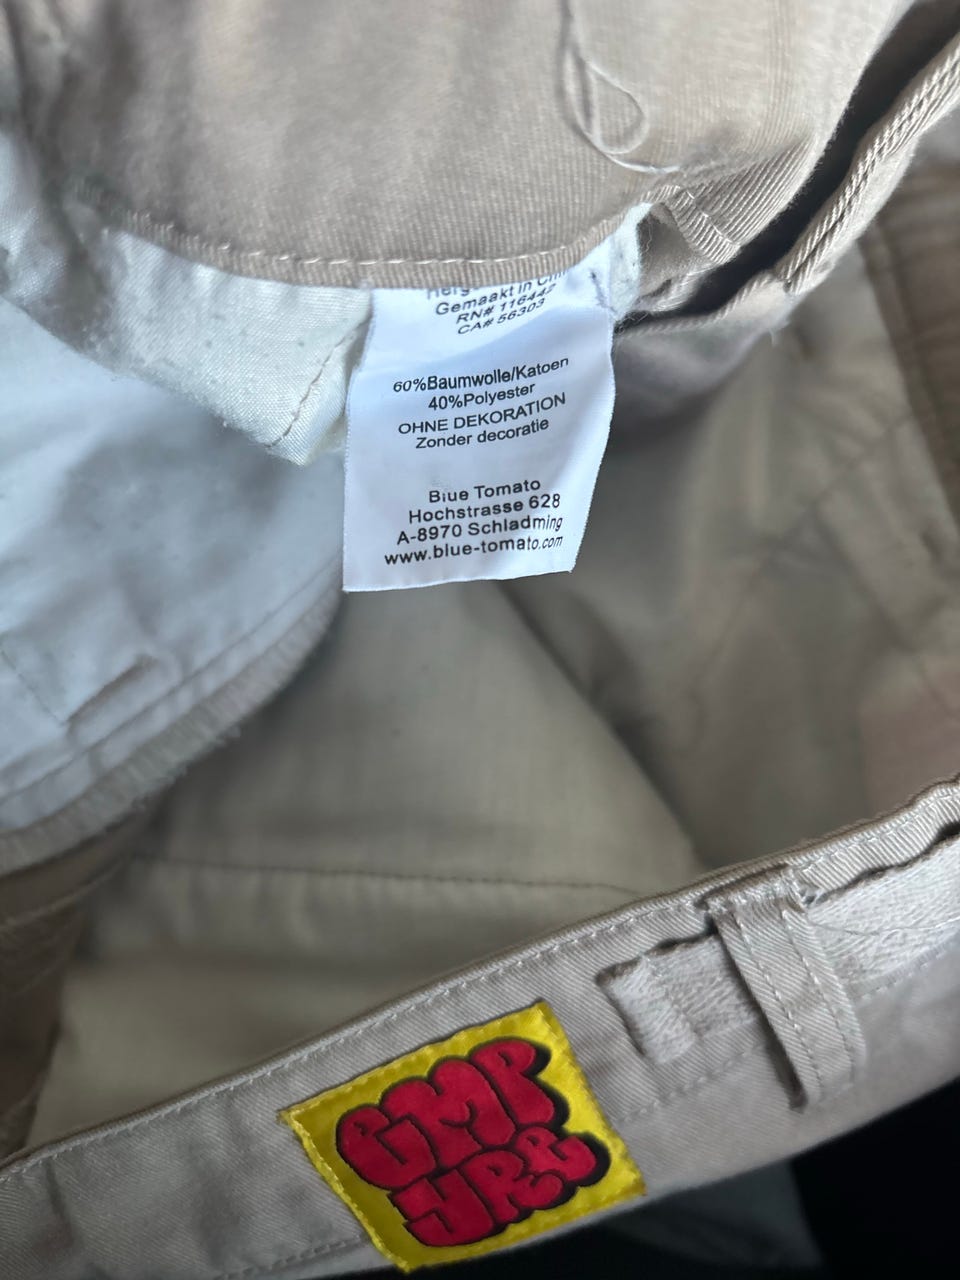 Gemaakt in
RN# 116442
CA# 56303
60%Baumwolle/Katoen
40%Polyester
OHNE DEKORATION
Zonder decoratie
Blue Tomato
Hochstrasse 628
A-8970 Schladming
www.blue-tomato.com
EMP
YRE